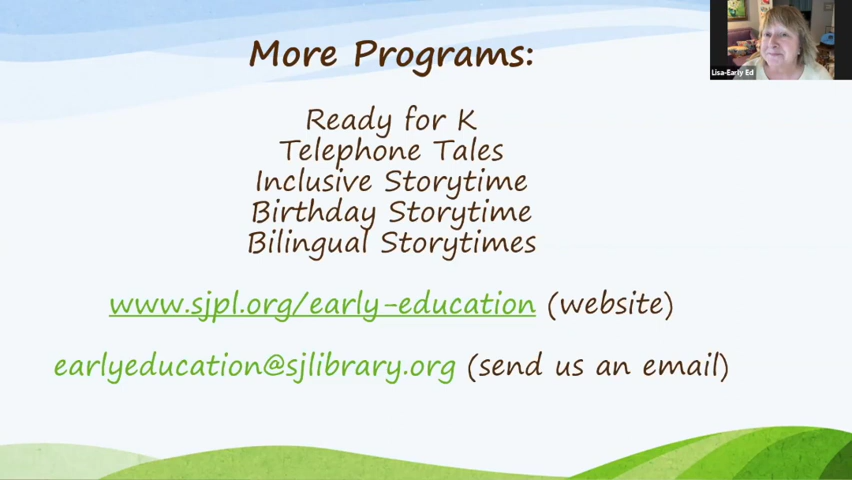 More Programs:
Lisa-Early Ed
Ready for K
Telephone Tales
Inclusive Storytime
Birthday Storytime
Bilingual Storytimes
www.sjpl.org/early-education (website)
earlyeducation@sjlibrary.org (send us an email)